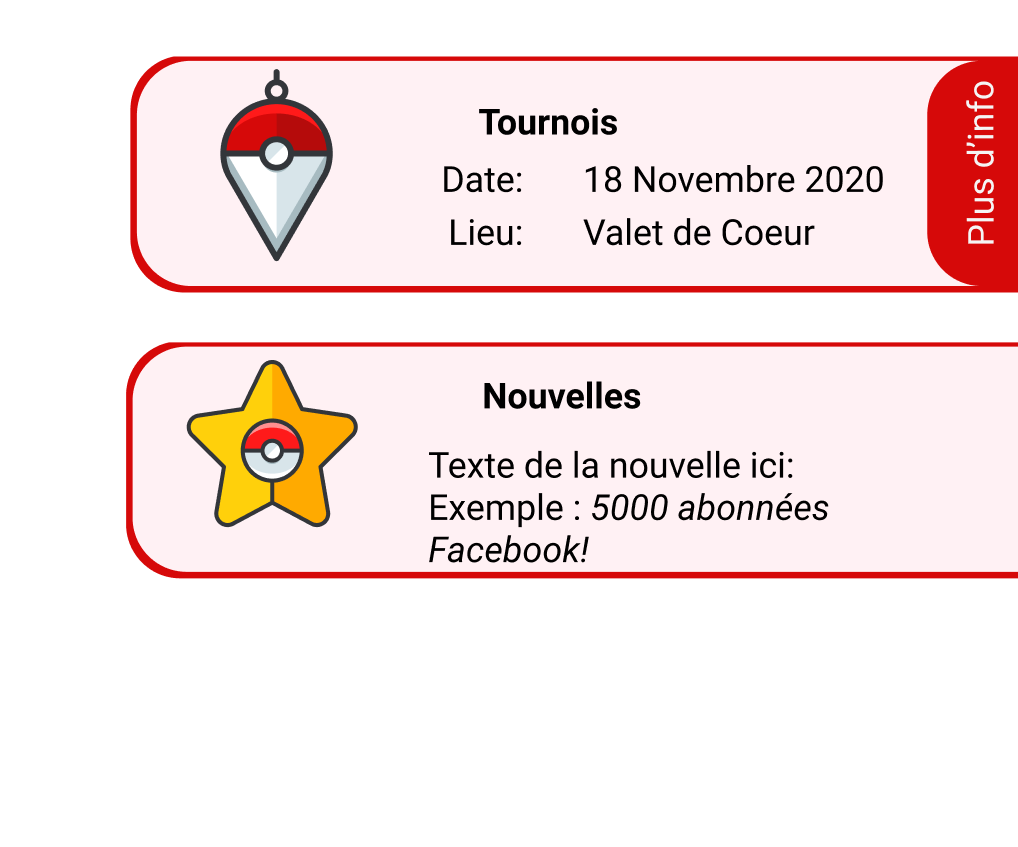 Tournois
Date: 18 Novembre 2020
Lieu: Valet de Coeur
Plus d’info
Nouvelles
Texte de la nouvelle ici:
Exemple : 5000 abonnées
Facebook!